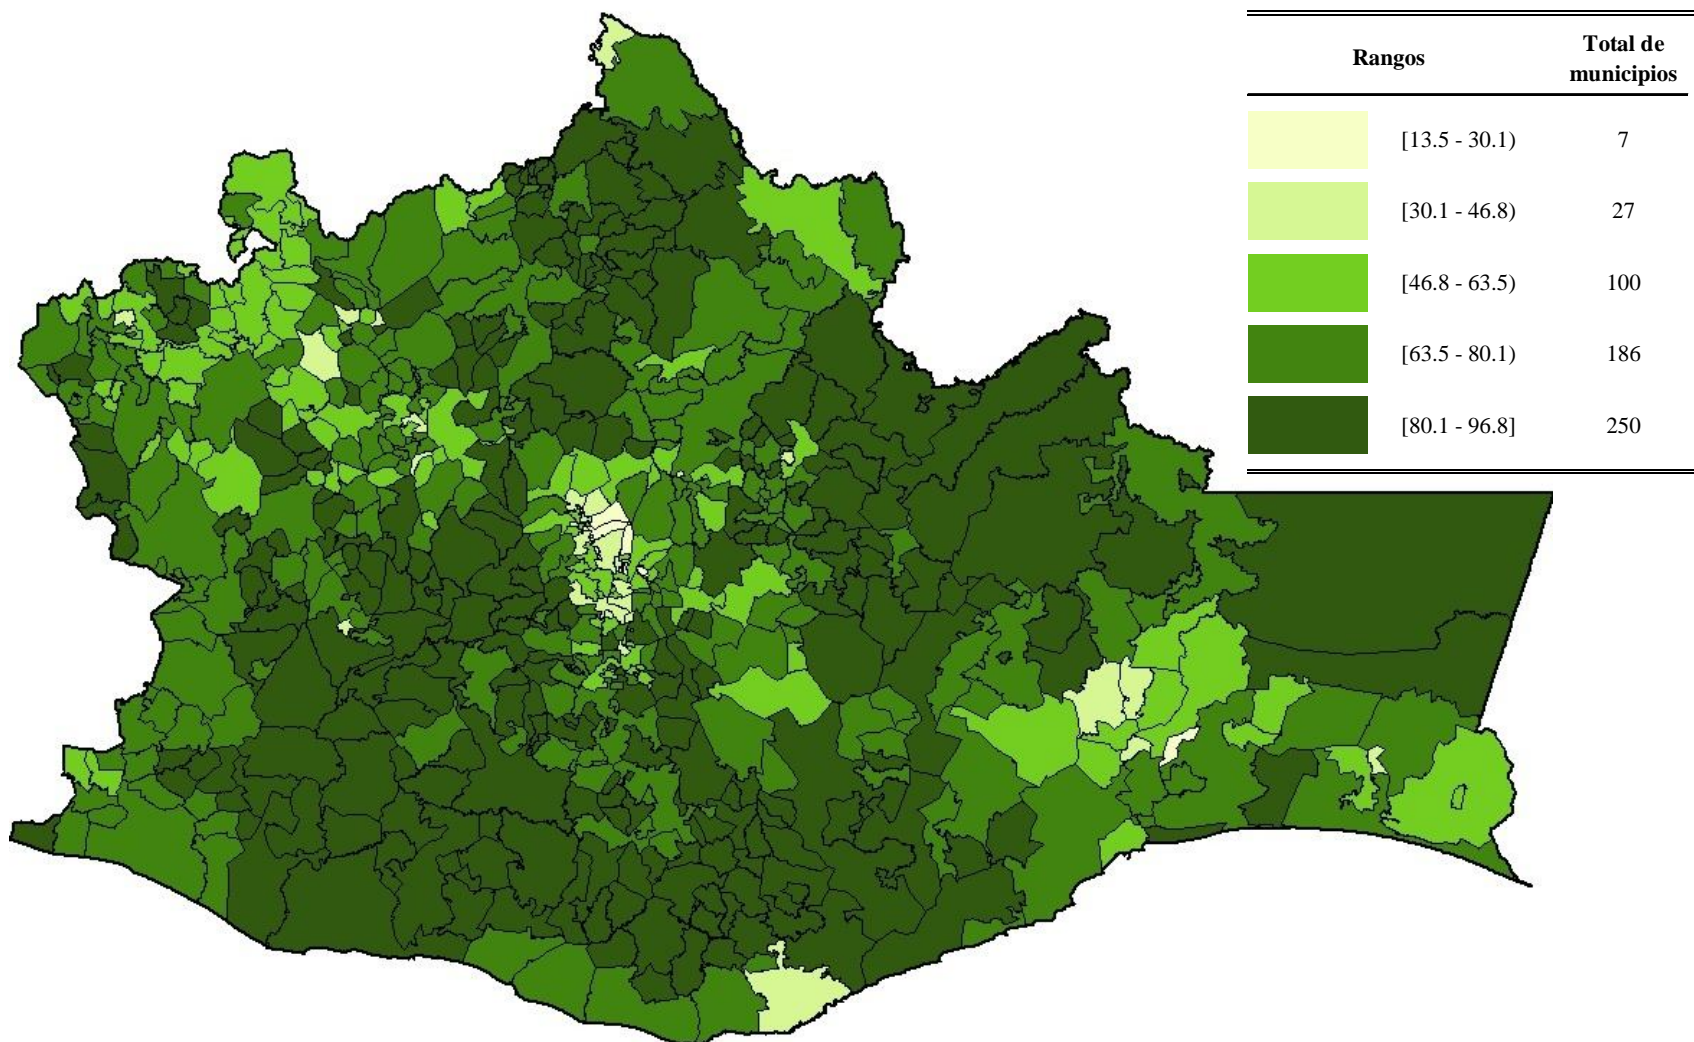 Rangos Total de municipios
[13.5 - 30.1) 7
[30.1 - 46.8) 27
[46.8 - 63.5) 100
[63.5 - 80.1) 186
[80.1 - 96.8] 250